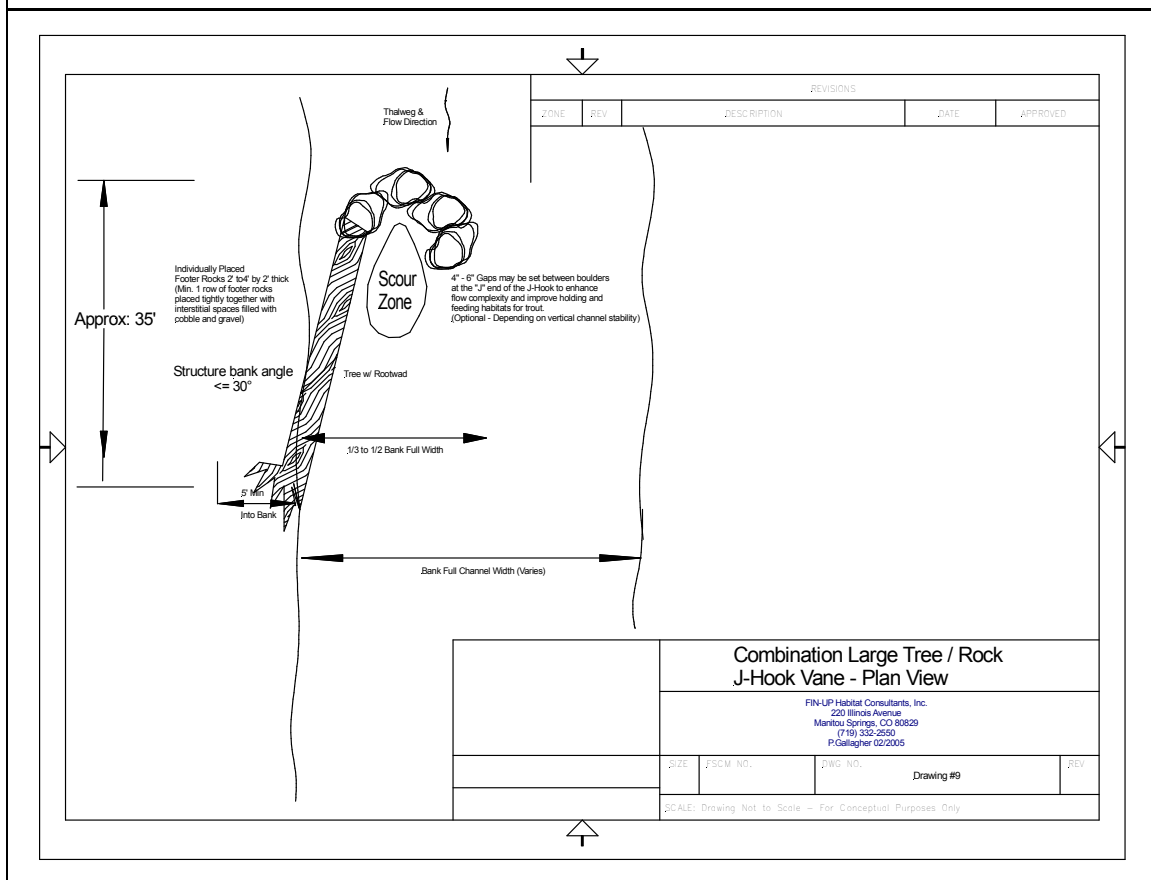 REVISIONS
ZONE REV DESCRIPTION DATE APPROVED
Thalweg &
Flow Direction
Individually Placed
Footer Rocks 2' to4' by 2' thick
(Min. 1 row of footer rocks
placed tightly together with
interstitial spaces filled with
cobble and gravel)
Scour
Zone
4" - 6" Gaps may be set between boulders
at the "J" end of the J-Hook to enhance
flow complexity and improve holding and
feeding habitats for trout.
(Optional - Depending on vertical channel stability)
Approx: 35'
Structure bank angle
<= 30°
Tree w/ Rootwad
1/3 to 1/2 Bank Full Width
5' Min
Into Bank
Bank Full Channel Width (Varies)
Combination Large Tree / Rock
J-Hook Vane - Plan View
FIN-UP Habitat Consultants, Inc.
220 Illinois Avenue
Manitou Springs, CO 80829
(719) 332-2550
P.Gallagher 02/2005
SIZE FSCM NO. DWG NO. REV
Drawing #9
SCALE: Drawing Not to Scale - For Conceptual Purposes Only